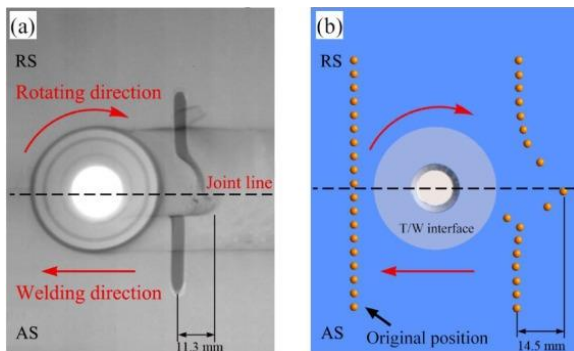 (a)
RS
Rotating direction
Joint line
Welding direction
AS
11.3 mm
(b)
RS
T/W interface
AS
Original position
14.5 mm